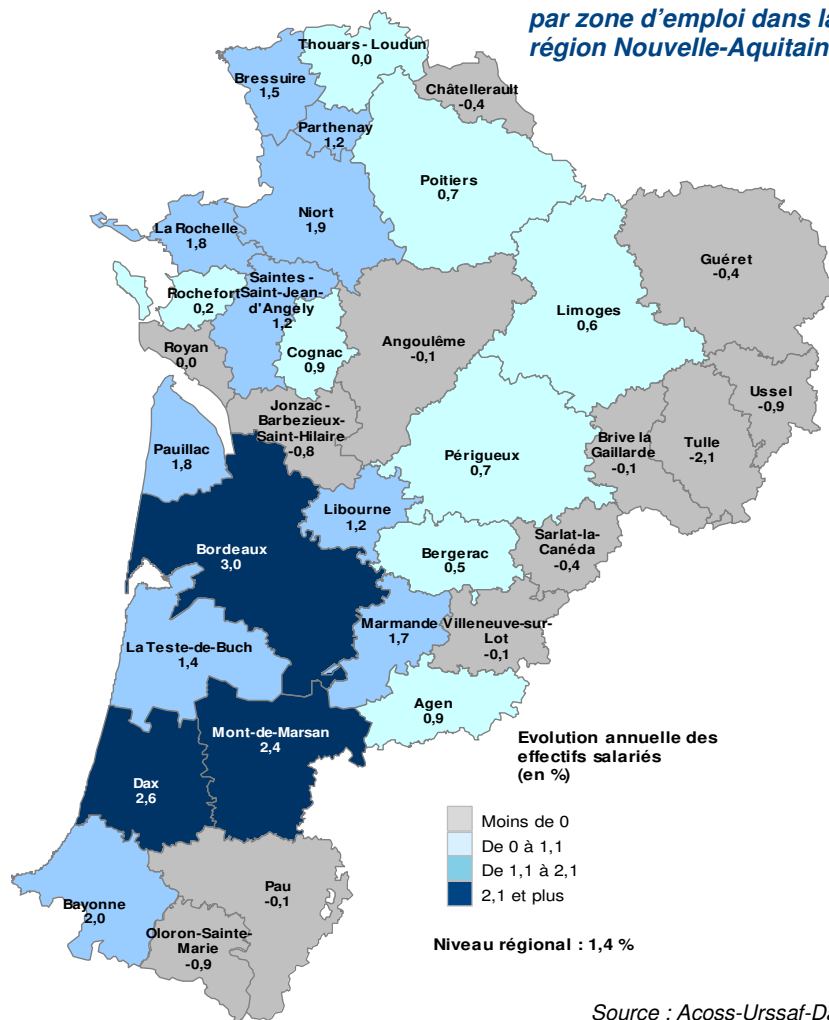 par zone d'emploi dans la
région Nouvelle-Aquitain
Thouars - Loudun
0,0
Bressuire
1,5
Châtellerault
-0,4
Parthenay
1,2
Poitiers
0,7
Niort
1,9
La Rochelle
1,8
Guéret
-0,4
Saintes -
Saint-Jean-
d'Angely
1,2
Rochefort
0,2
Limoges
0,6
Royan
0,0
Cognac
0,9
Angoulême
-0,1
Ussel
-0,9
Jonzac -
Barbezieux-
Saint-Hilaire
-0,8
Brive la
Gaillarde
-0,1
Tulle
-2,1
Pauillac
1,8
Périgueux
0,7
Libourne
1,2
Bordeaux
3,0
Bergerac
0,5
Sarlat-la-
Canéda
-0,4
Marmande
1,7
Villeneuve-sur-
Lot
-0,1
La Teste-de-Buch
1,4
Agen
0,9
Mont-de-Marsan
2,4
Dax
2,6
Evolution annuelle des
effectifs salariés
(en %)
Moins de 0
De 0 à 1,1
De 1,1 à 2,1
2,1 et plus
Pau
-0,1
Bayonne
2,0
Oloron-Sainte-
Marie
-0,9
Niveau régional : 1,4 %
Source : Acoss-Urssaf-Da